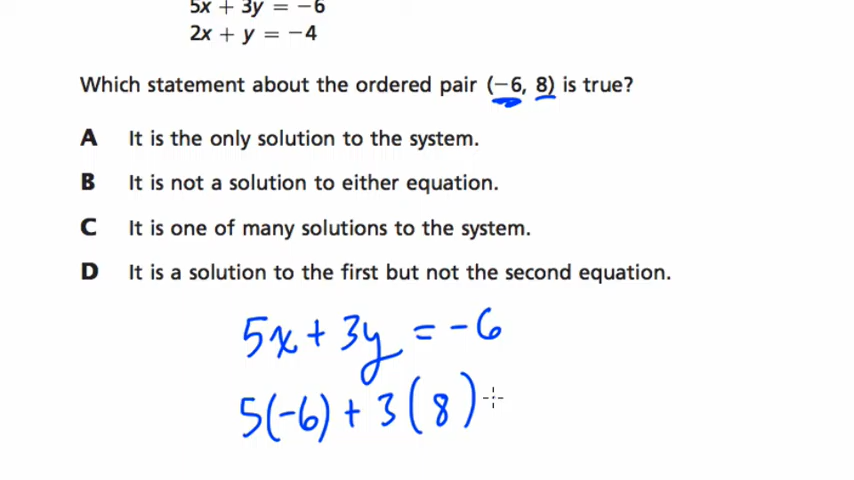 5x + 3y = −6
2x + y = −4
Which statement about the ordered pair (−6, 8) is true?
A It is the only solution to the system.
B It is not a solution to either equation.
C It is one of many solutions to the system.
D It is a solution to the first but not the second equation.
5x + 3y = -6
5(-6) + 3(8)